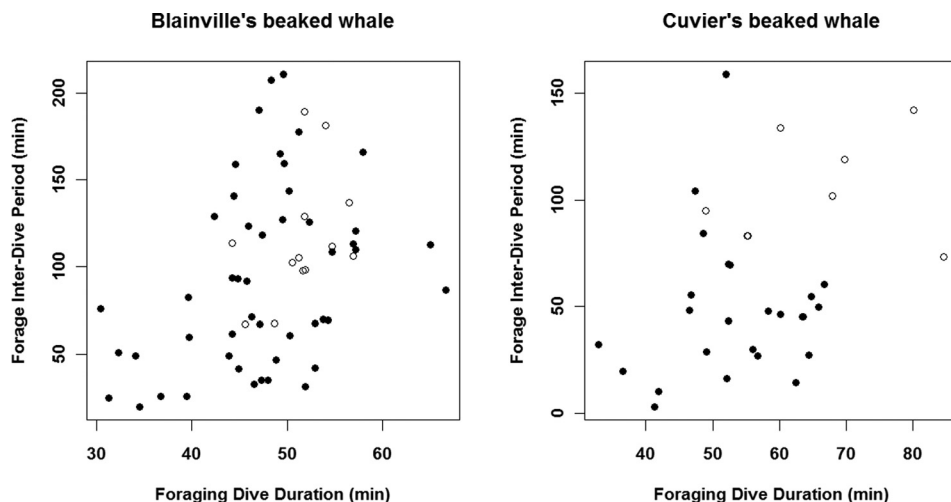 Blainville's beaked whale
Forage Inter-Dive Period (min)
200
150
100
50
30 40 50 60
Foraging Dive Duration (min)
Cuvier's beaked whale
Forage Inter-Dive Period (min)
150
100
50
0
40 50 60 70 80
Foraging Dive Duration (min)